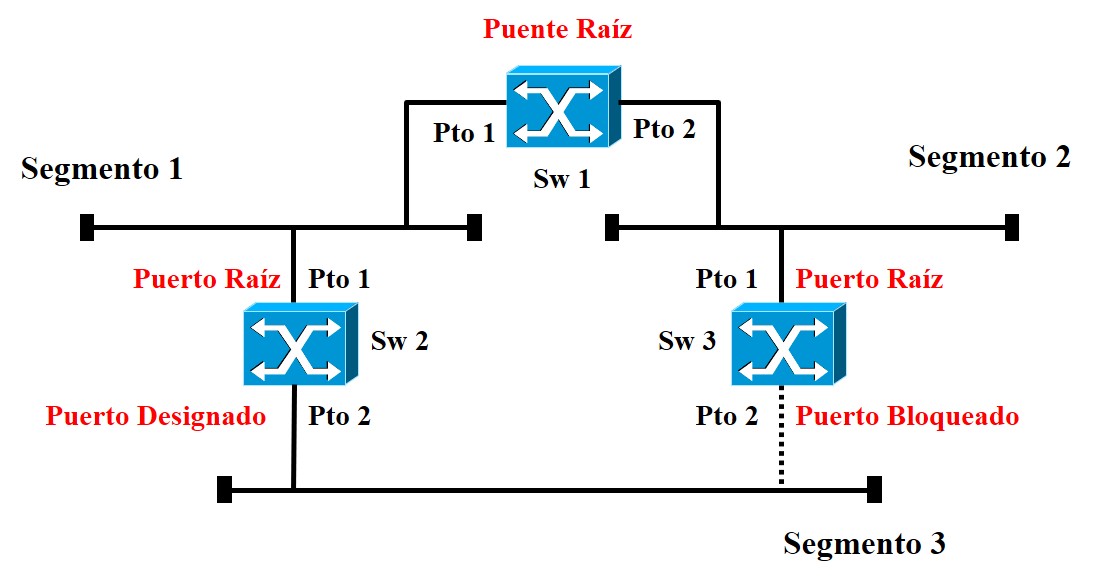 Puente Raíz
Pto 1
Pto 2
Segmento 1
Segmento 2
Sw 1
Puerto Raíz
Pto 1
Pto 1
Puerto Raíz
Sw 2
Sw 3
Puerto Designado
Pto 2
Pto 2
Puerto Bloqueado
Segmento 3